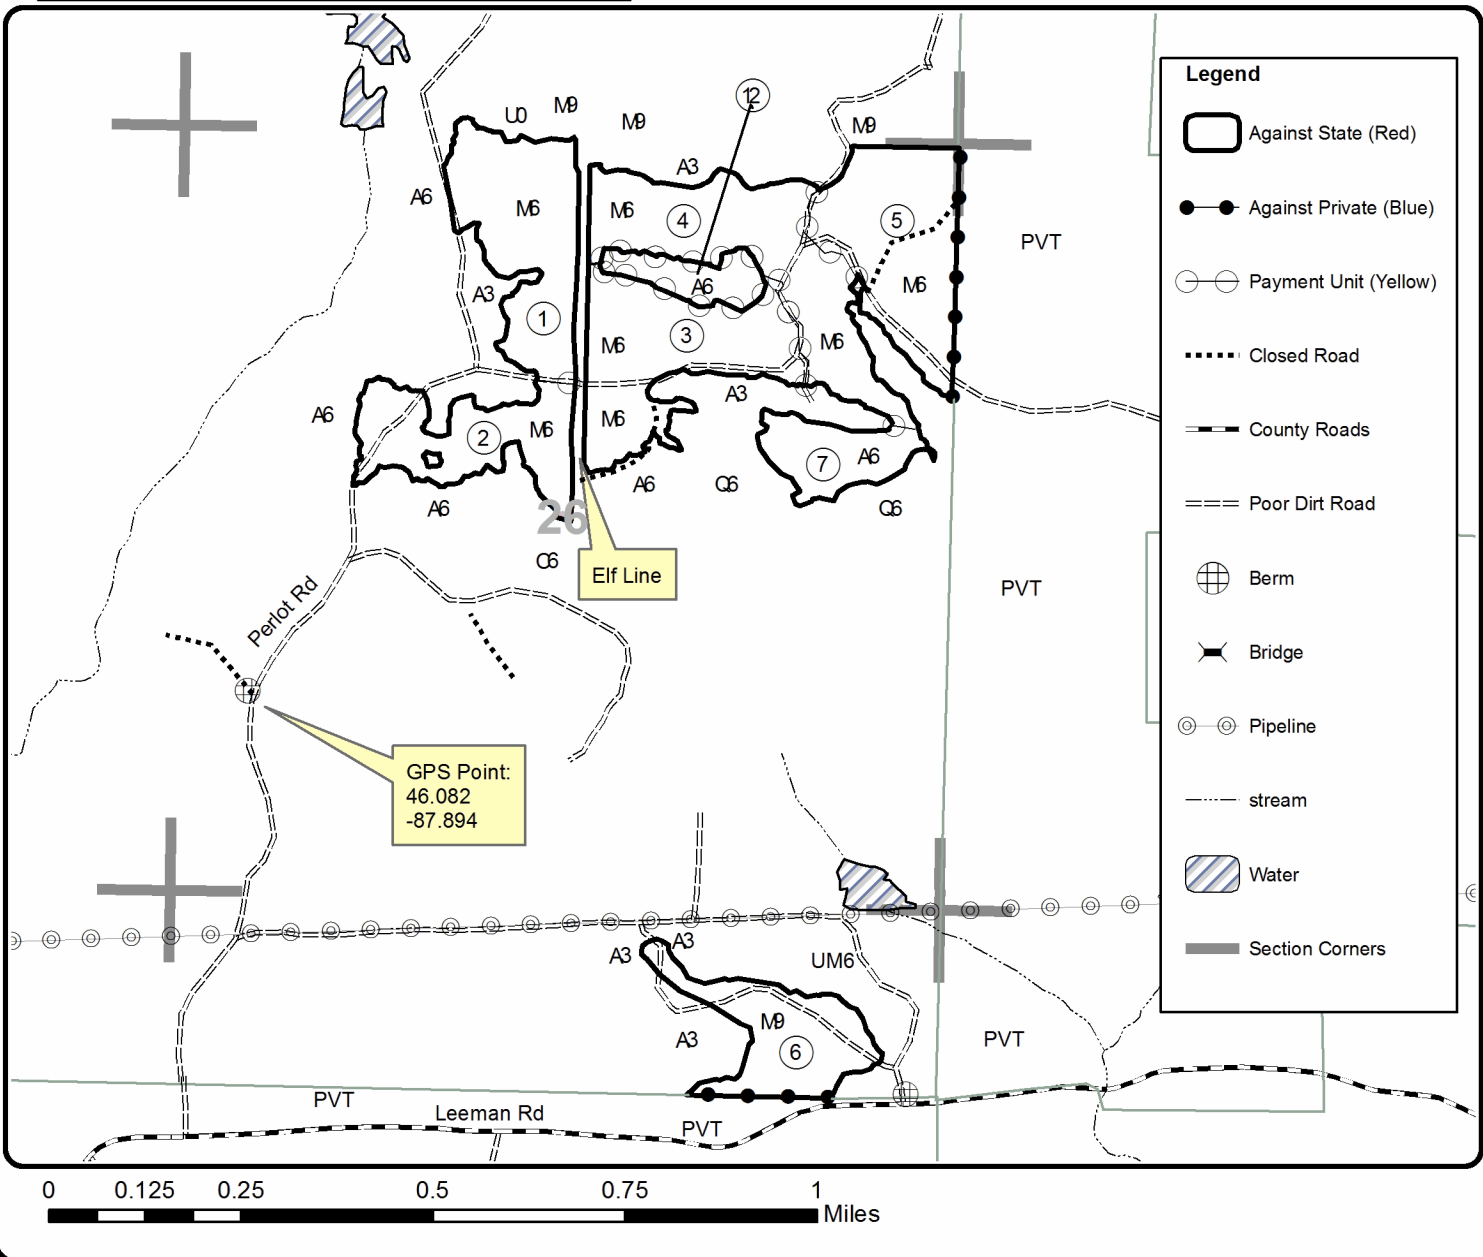 12
U0
M9
M9
M9
A3
A6
M6
M6
4
5
PVT
A6
M6
A3
1
3
M6
M6
A3
A6
M6
M6
2
7
A6
A6
A6
Q6
Q6
26
O6
Elf Line
PVT
Perlot Rd
GPS Point:
46.082
-87.894
A3
A3
UM6
M9
A3
6
PVT
PVT
Leeman Rd
PVT
Legend
Against State (Red)
Against Private (Blue)
Payment Unit (Yellow)
Closed Road
County Roads
Poor Dirt Road
Berm
Bridge
Pipeline
stream
Water
Section Corners
0 0.125 0.25 0.5 0.75 1
Miles